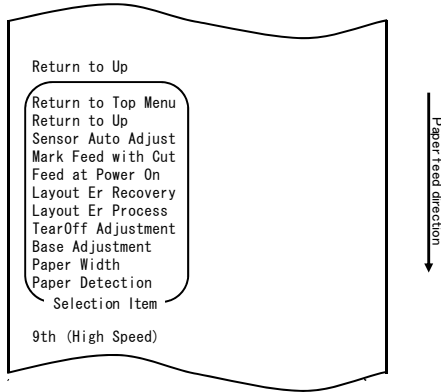 Return to Up
Return to Top Menu
Return to Up
Sensor Auto Adjust
Mark Feed with Cut
Feed at Power On
Layout Er Recovery
Layout Er Process
TearOff Adjustment
Base Adjustment
Paper Width
Paper Detection
Selection Item
9th (High Speed)
Paper feed direction